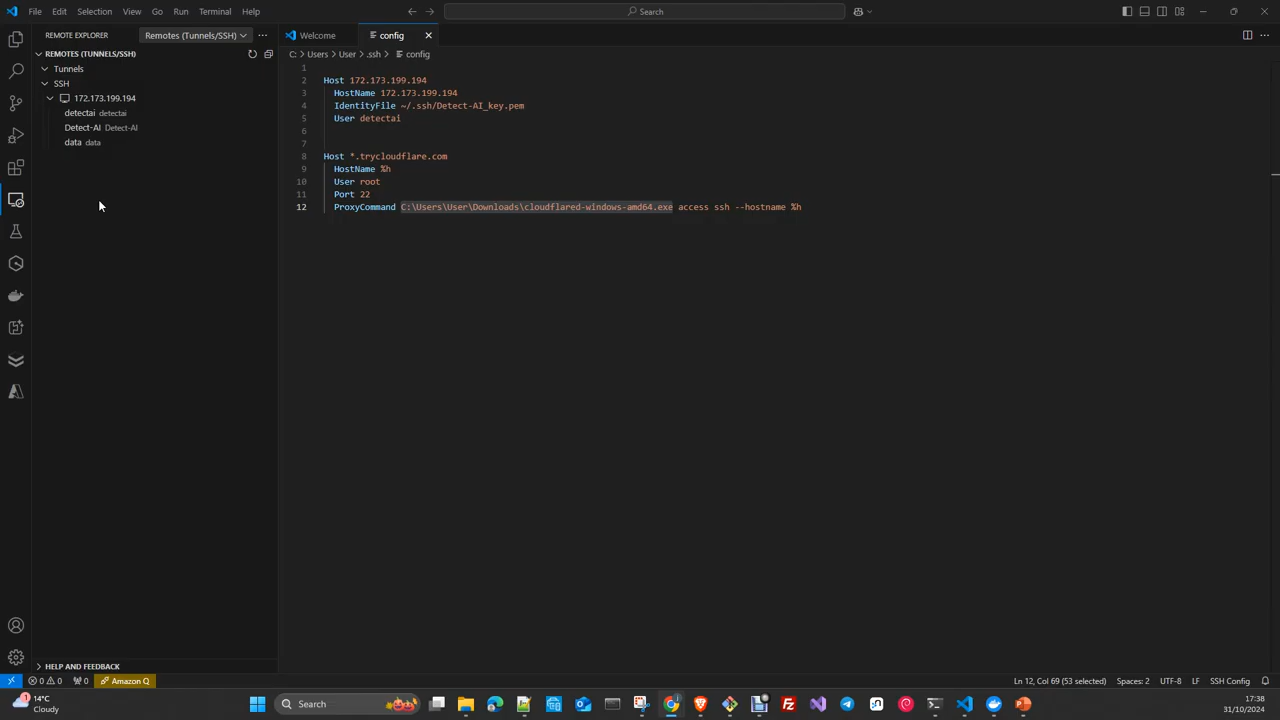 File Edit Selection View Go Run Terminal Help
Search
REMOTE EXPLORER
Remotes (Tunnels/SSH)
Welcome
config
REMOTES (TUNNELS/SSH)
C: > Users > User > .ssh > config
Tunnels
SSH
172.173.199.194
detectai detectai
Detect-AI Detect-AI
data data
1
2 Host 172.173.199.194
3 HostName 172.173.199.194
4 IdentityFile ~/.ssh/Detect-AI_key.pem
5 User detectai
6
7
8 Host *.trycloudflare.com
9 HostName %h
10 User root
11 Port 22
12 ProxyCommand C:\Users\User\Downloads\cloudflared-windows-amd64.exe access ssh --hostname %h
HELP AND FEEDBACK
0 0 0 Amazon Q
Ln 12, Col 69 (53 selected) Spaces: 2 UTF-8 LF SSH Config
1
14°C
Cloudy
Search
17:38
31/10/2024